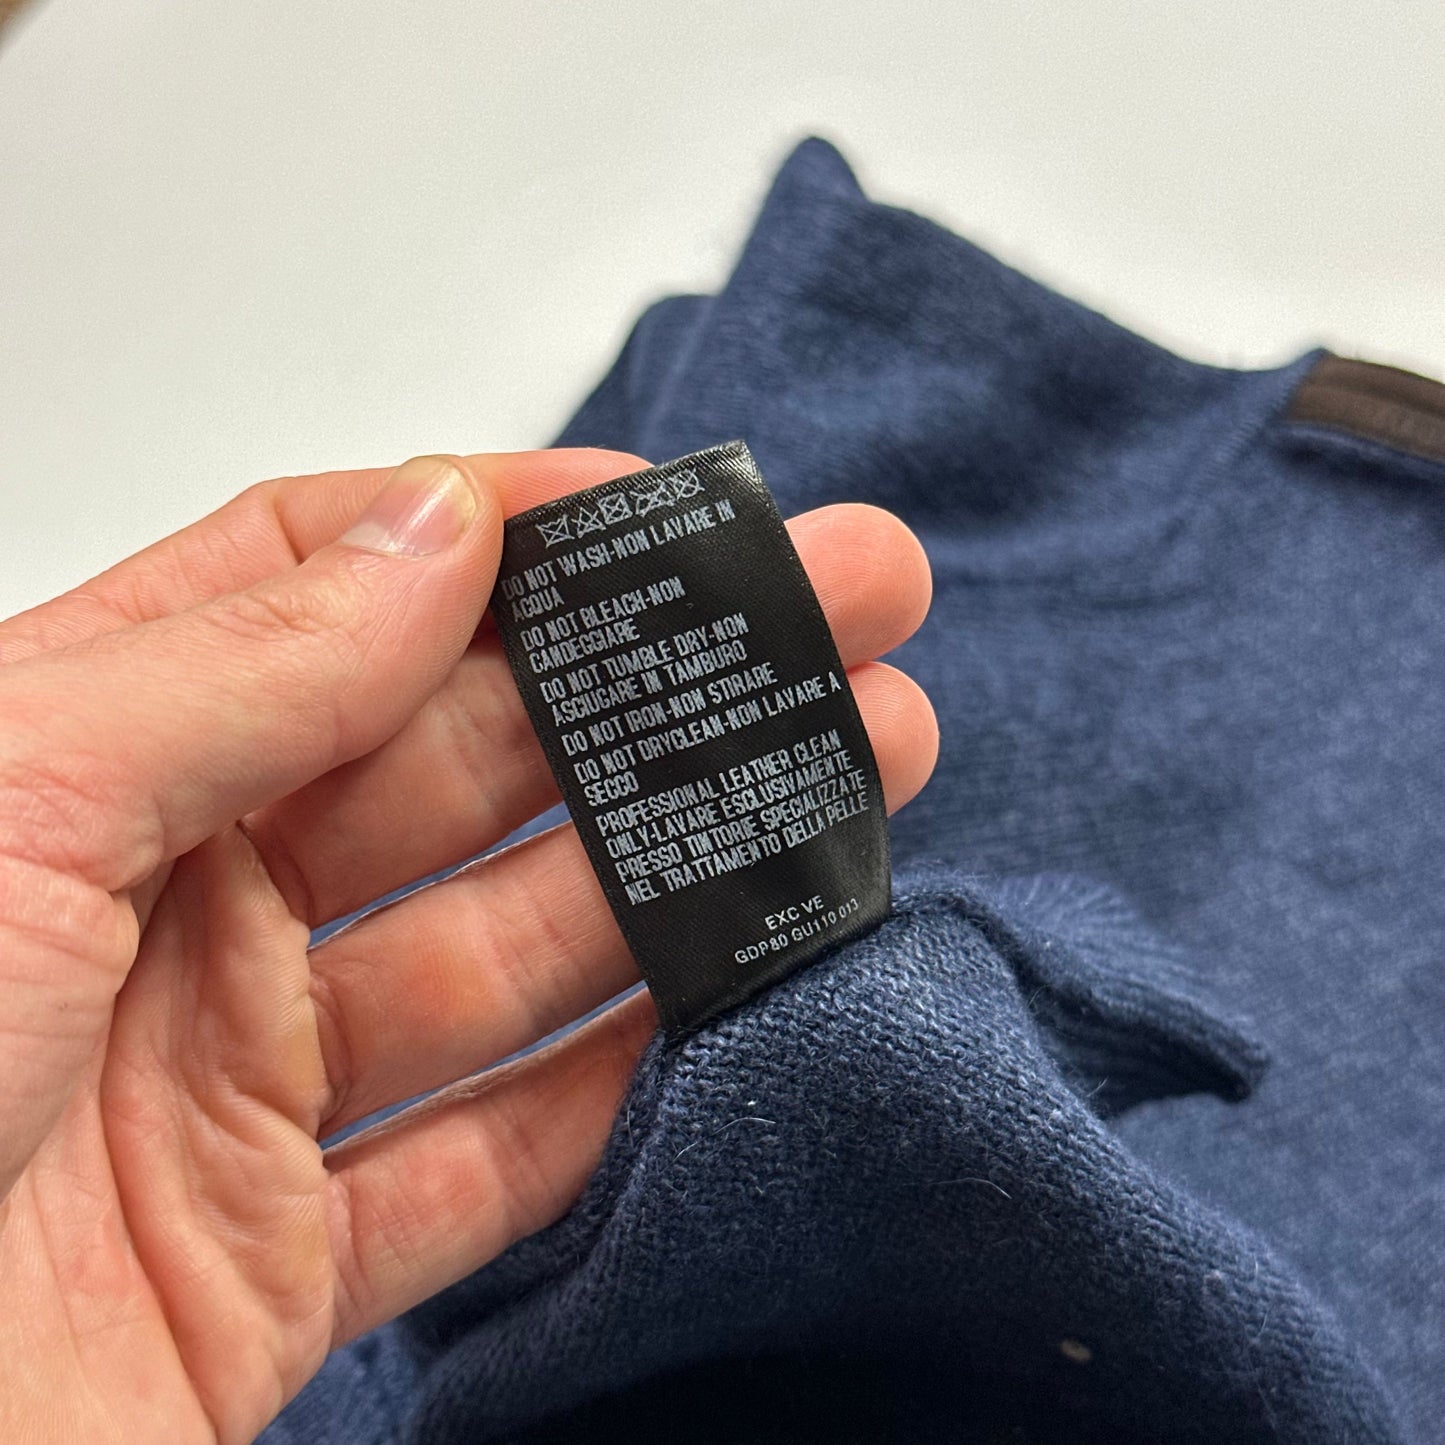 DO NOT WASH-NON LAVARE IN
ACQUA
DO NOT BLEACH-NON
CANDEGGIARE
DO NOT TUMBLE DRY-NON
ASCIUGARE IN TAMBURO
DO NOT IRON-NON STIRARE
DO NOT DRYCLEAN-NON LAVARE A
SECCO
PROFESSIONAL LEATHER CLEAN
ONLY-LAVARE ESCLUSIVAMENTE
PRESSO TINTORIE SPECIALIZZATE
NEL TRATTAMENTO DELLA PELLE
EXC VE
GDP80 GU110 013